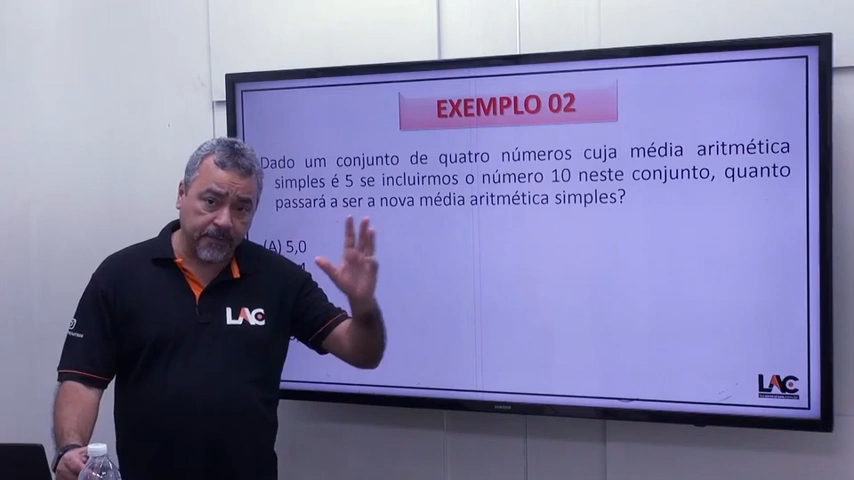 EXEMPLO 02
Dado um conjunto de quatro números cuja média aritmética
simples é 5 se incluirmos o número 10 neste conjunto, quanto
passará a ser a nova média aritmética simples?
(A) 5,0
LAC
LAC